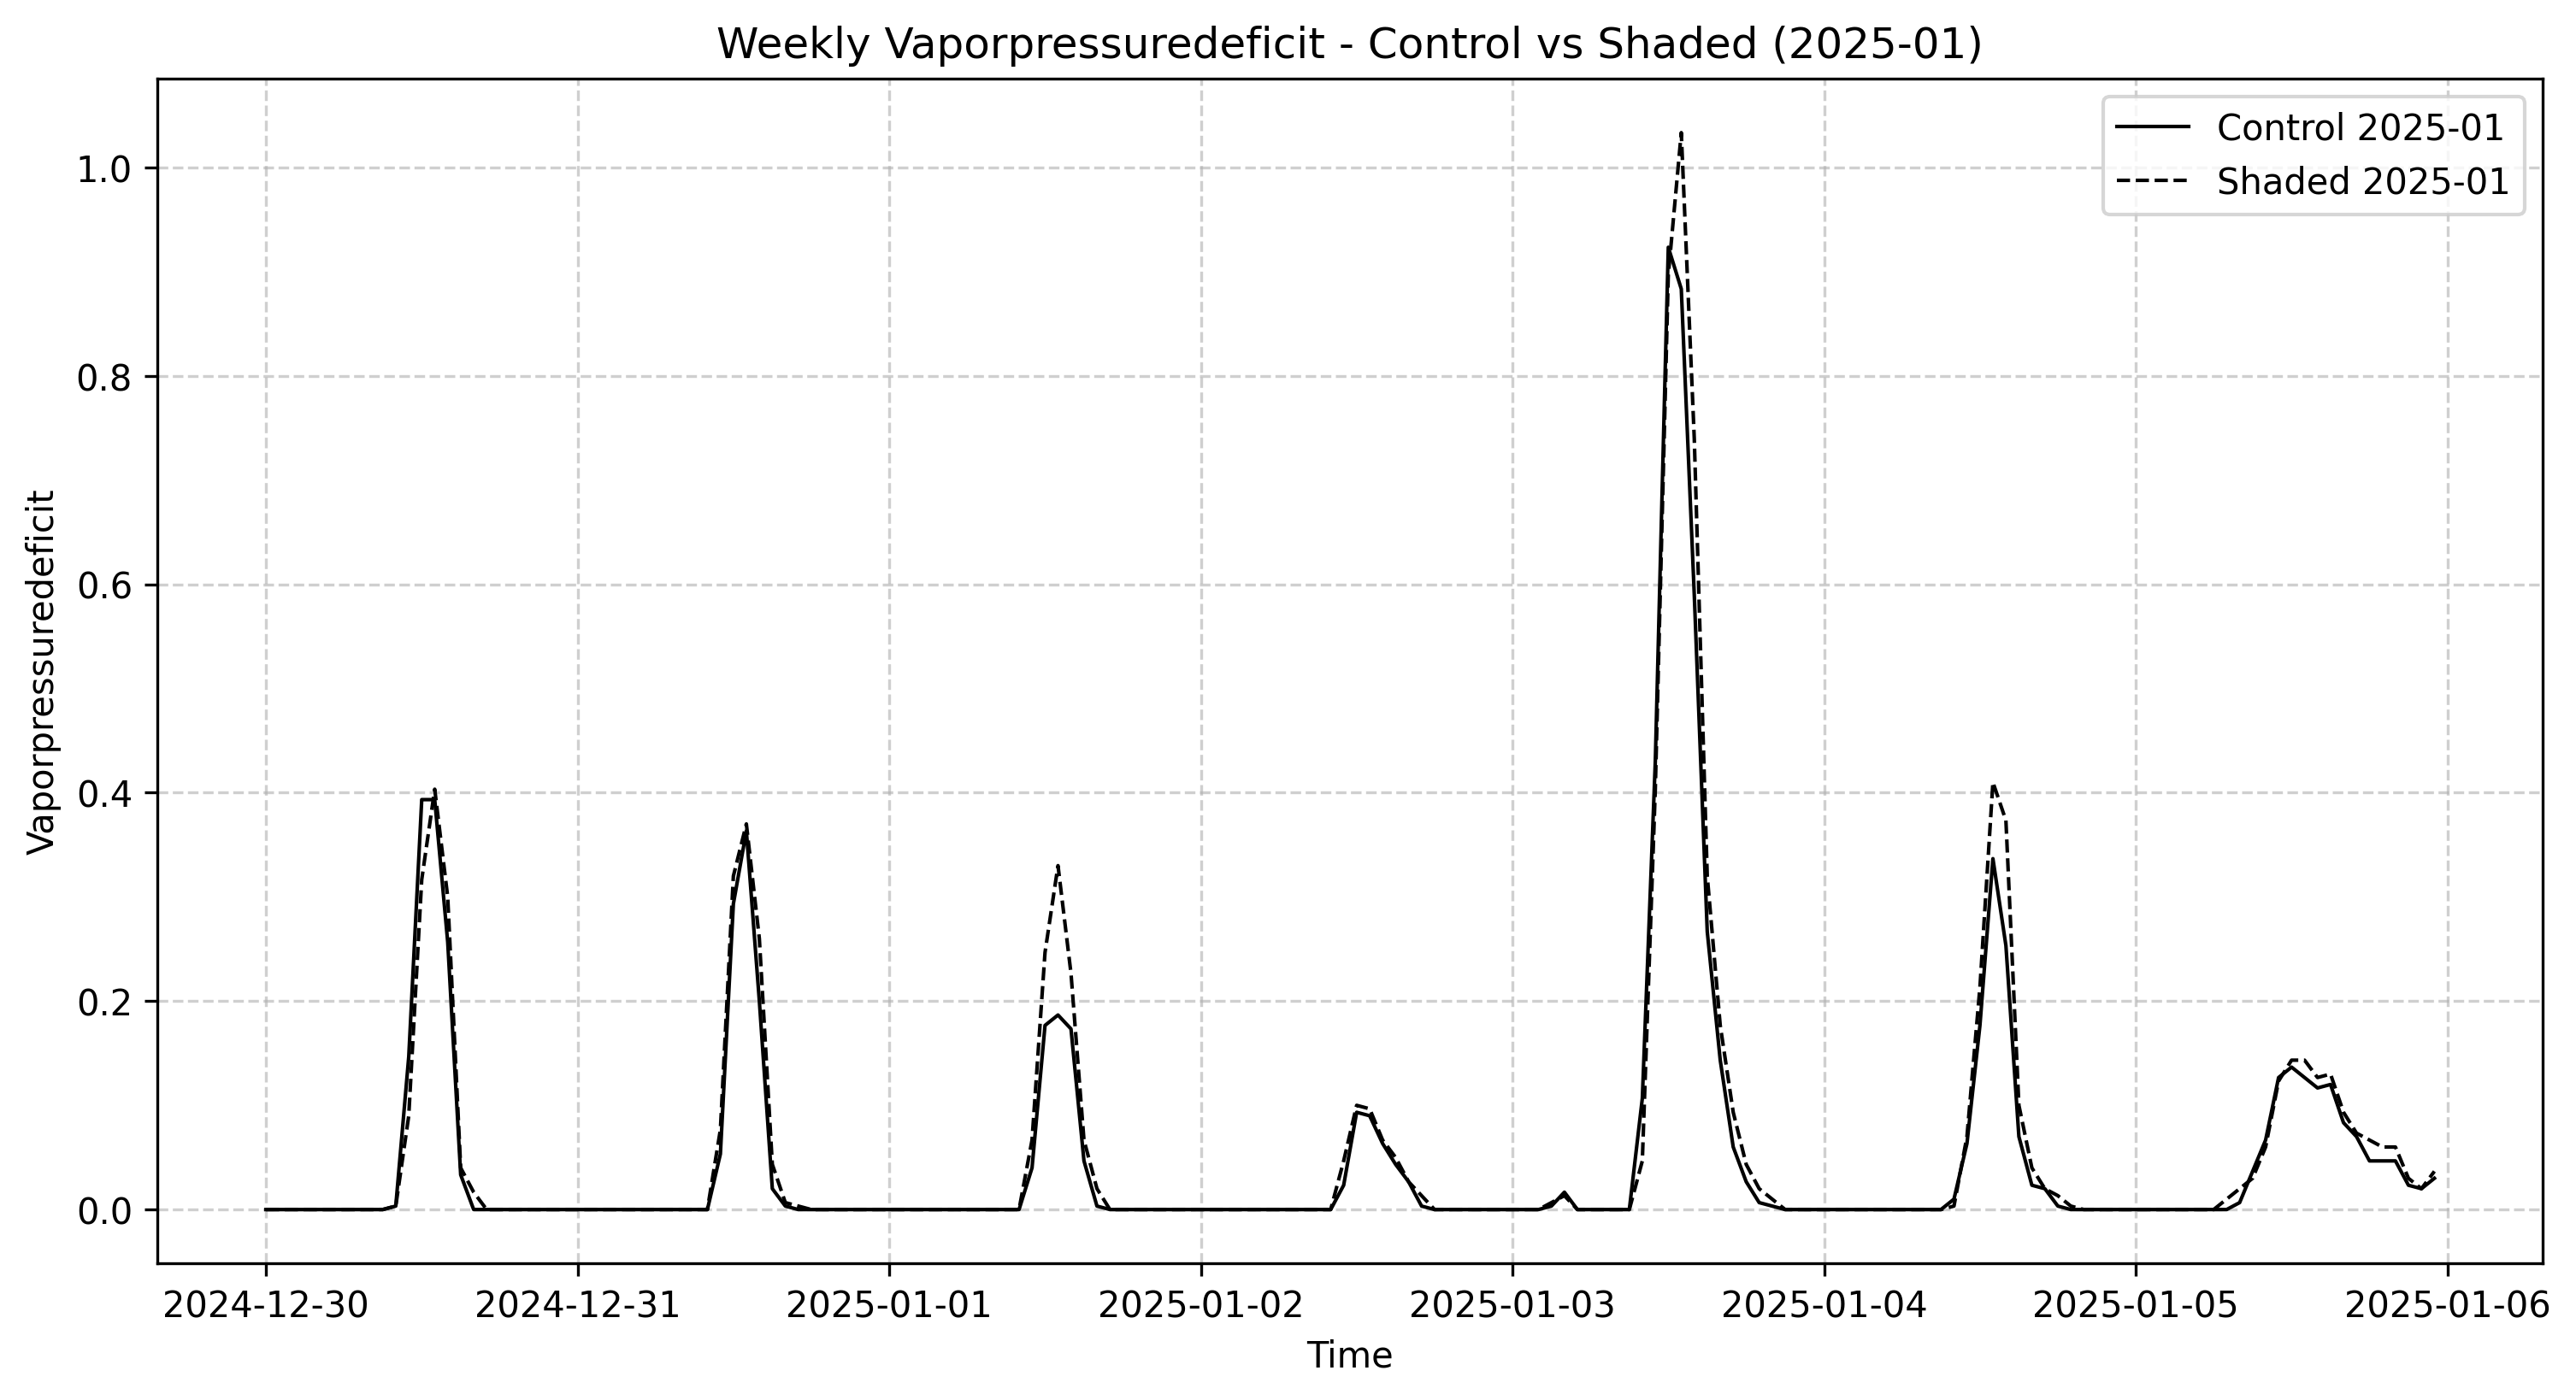 Weekly Vaporpressuredeficit - Control vs Shaded (2025-01)
Control 2025-01
Shaded 2025-01
Vaporpressuredeficit
1.0
0.8
0.6
0.4
0.2
0.0
2024-12-30
2024-12-31
2025-01-01
2025-01-02
2025-01-03
2025-01-04
2025-01-05
2025-01-06
Time